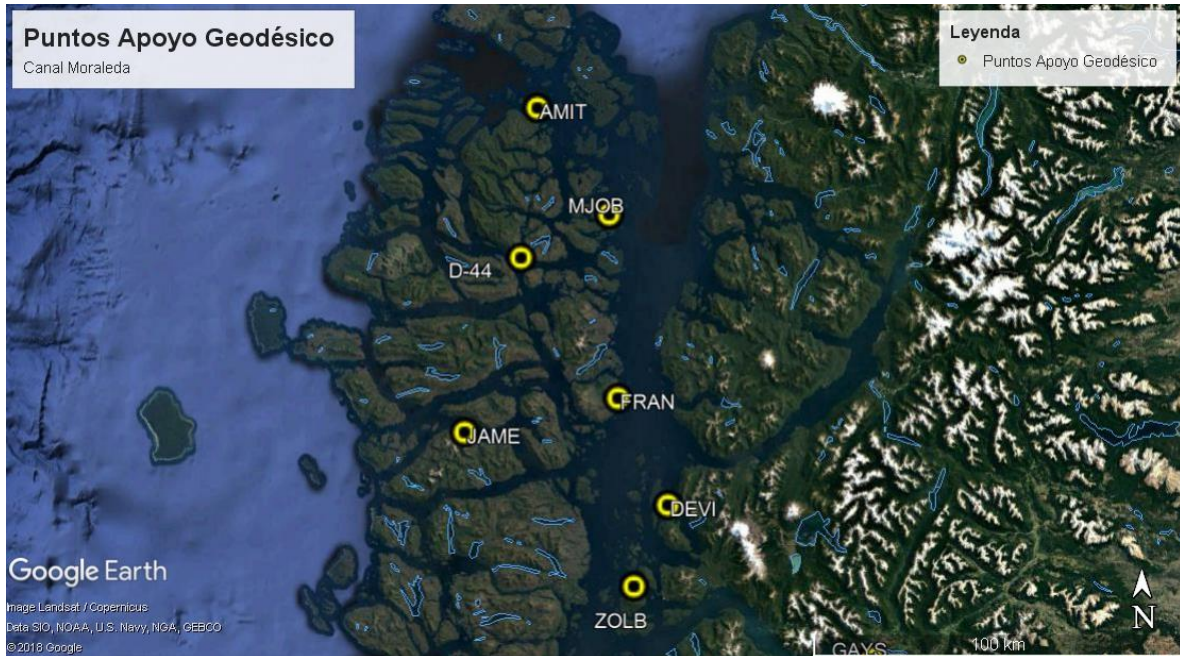 Puntos Apoyo Geodésico
Canal Moraleda
Leyenda
Puntos Apoyo Geodésico
AMIT
MJOB
D-44
FRAN
JAME
DEVI
ZOLB
GAYS
Google Earth
Image Landsat / Copernicus
Data SIO, NOAA, U.S. Navy, NGA, GEBCO
©2018 Google
N
100 km